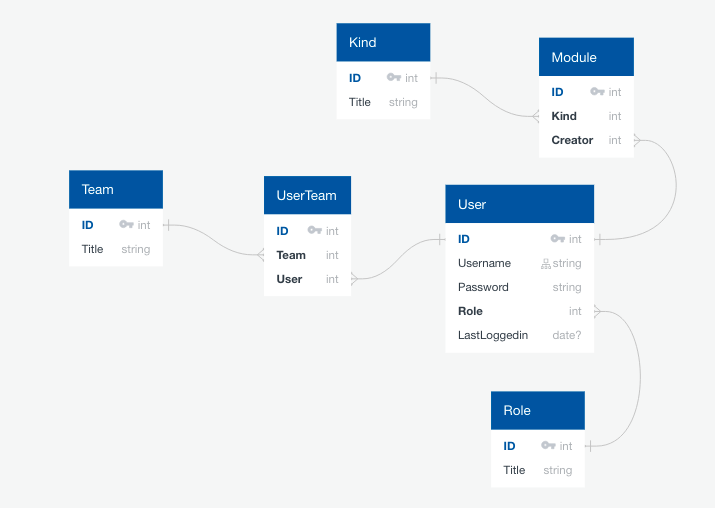 Kind
ID int
Title string
Module
ID int
Kind int
Creator int
Team
ID int
Title string
UserTeam
ID int
Team int
User int
User
ID int
Username string
Password string
Role int
LastLoggedin date?
Role
ID int
Title string